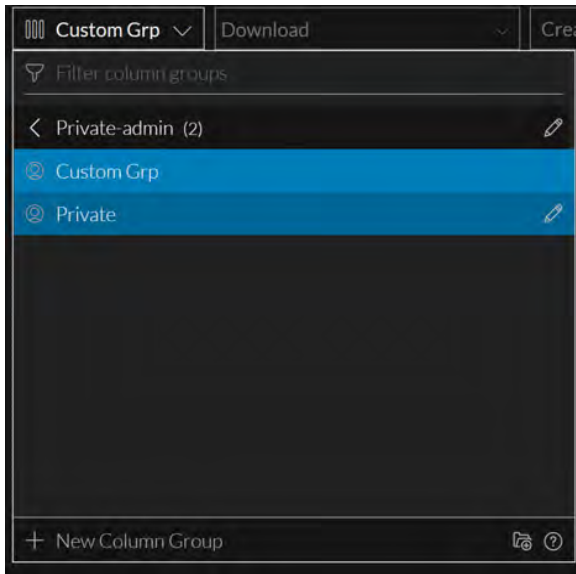 Custom Grp
Download
Crea
Filter column groups
Private-admin (2)
Custom Grp
Private
+ New Column Group